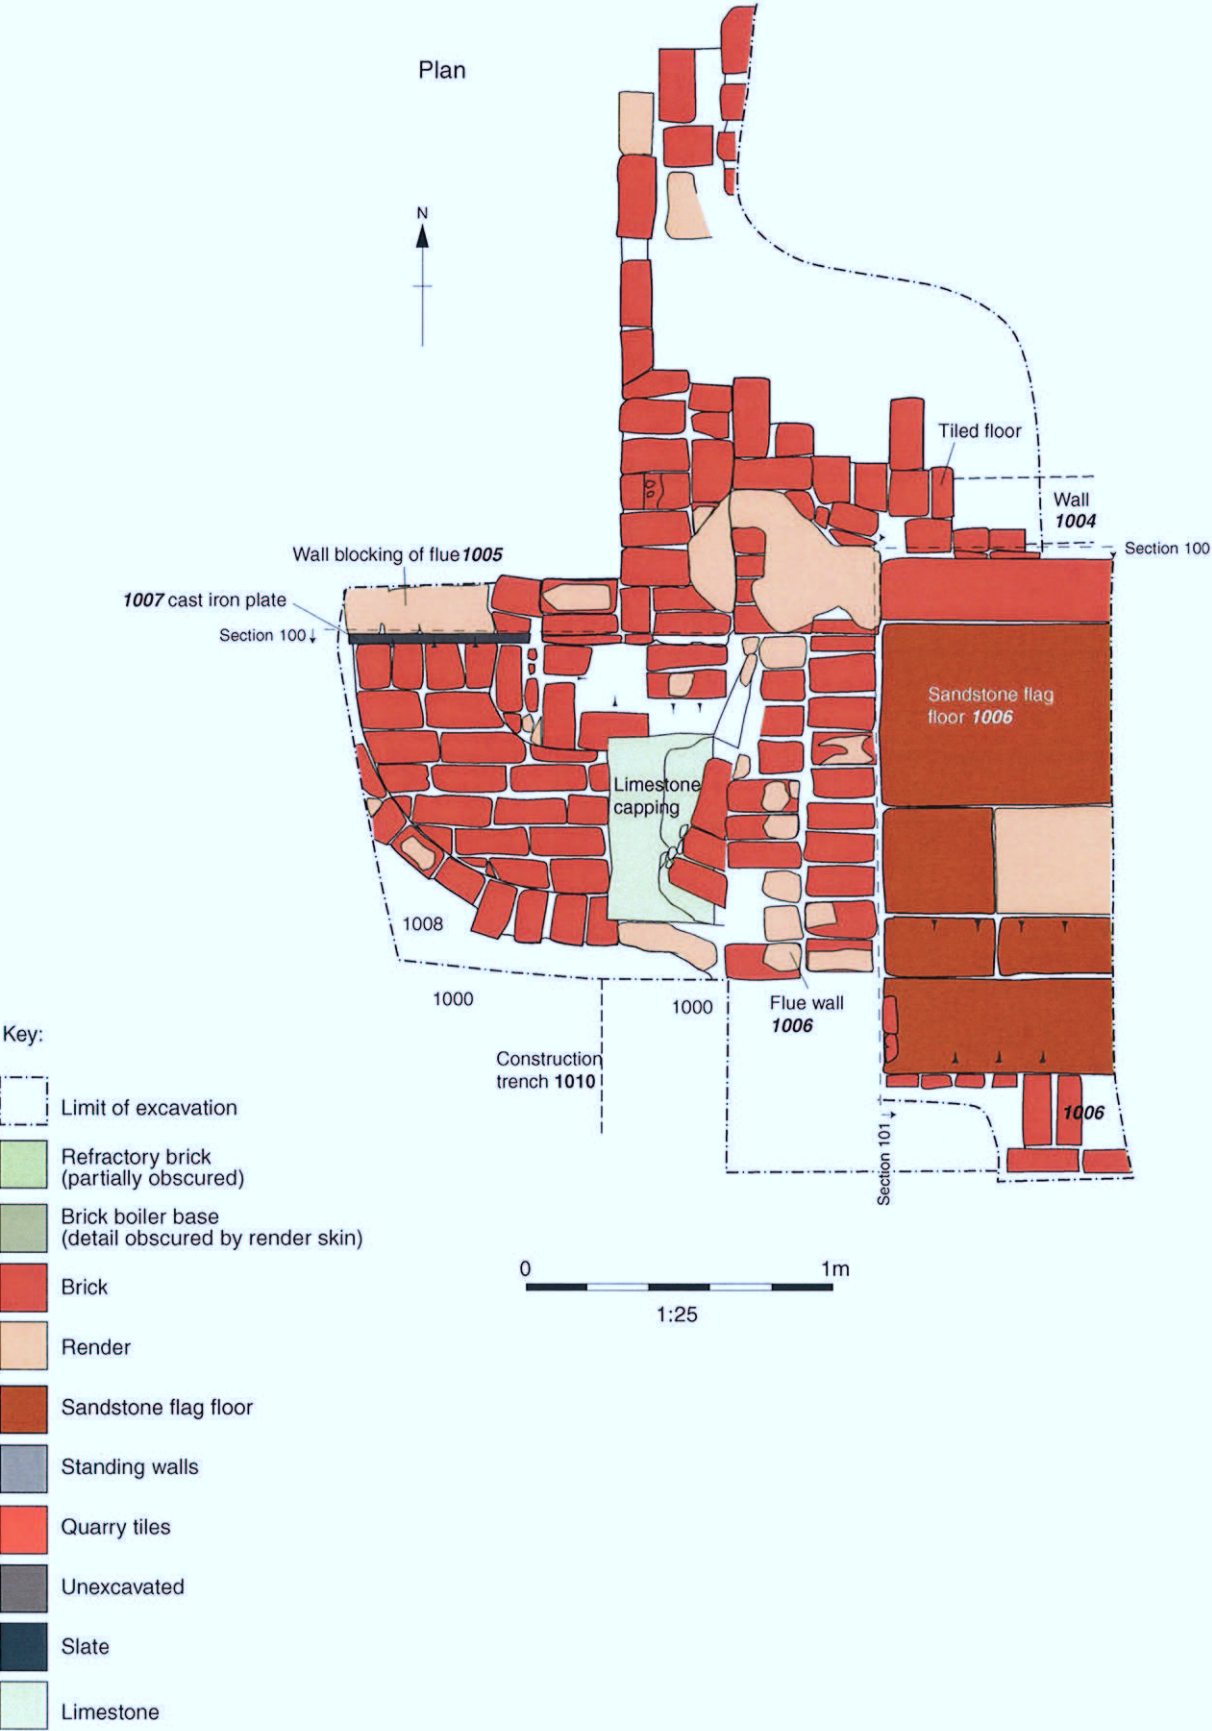 Plan
N
Tiled floor
Wall
1004
Section 100
Wall blocking of flue 1005
1007 cast iron plate
Section 100
Sandstone flag
floor 1006
Limestone
capping
1008
1000
1000
Flue wall
1006
Construction
trench 1010
1006
Section 101
Key:
Limit of excavation
Refractory brick
(partially obscured)
Brick boiler base
(detail obscured by render skin)
Brick
Render
Sandstone flag floor
Standing walls
Quarry tiles
Unexcavated
Slate
Limestone
0 1m
1:25